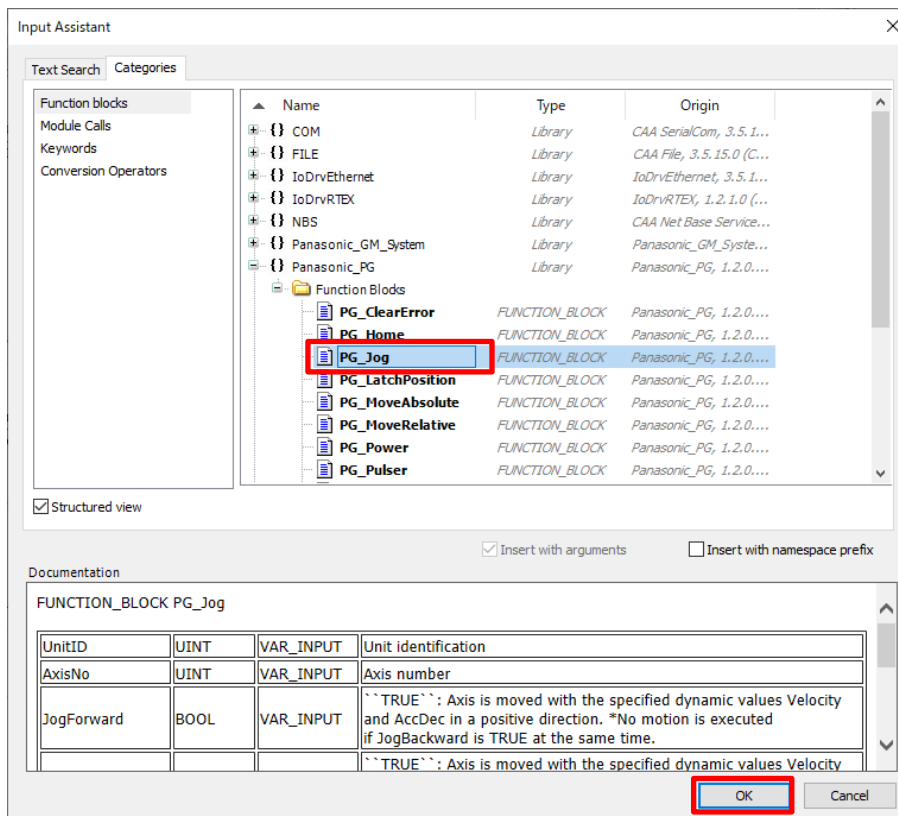 Input Assistant
Text Search Categories
Function blocks
Module Calls
Keywords
Conversion Operators
Name Type Origin
{} COM Library CAA SerialCom, 3.5.1...
{} FILE Library CAA File, 3.5.15.0 (C...
{} IoDrvEthernet Library IoDrvEthernet, 3.5.1...
{} IoDrvRTEX Library IoDrvRTEX, 1.2.1.0 (...
{} NBS Library CAA Net Base Service...
{} Panasonic_GM_System Library Panasonic_GM_Syste...
{} Panasonic_PG Library Panasonic_PG, 1.2.0....
Function Blocks
PG_ClearError FUNCTION_BLOCK Panasonic_PG, 1.2.0....
PG_Home FUNCTION_BLOCK Panasonic_PG, 1.2.0....
PG_Jog FUNCTION_BLOCK Panasonic_PG, 1.2.0....
PG_LatchPosition FUNCTION_BLOCK Panasonic_PG, 1.2.0....
PG_MoveAbsolute FUNCTION_BLOCK Panasonic_PG, 1.2.0....
PG_MoveRelative FUNCTION_BLOCK Panasonic_PG, 1.2.0....
PG_Power FUNCTION_BLOCK Panasonic_PG, 1.2.0....
PG_Pulser FUNCTION_BLOCK Panasonic_PG, 1.2.0....
Structured view
Insert with arguments Insert with namespace prefix
Documentation
FUNCTION_BLOCK PG_Jog
UnitID UINT VAR_INPUT Unit identification
AxisNo UINT VAR_INPUT Axis number
JogForward BOOL VAR_INPUT ``TRUE``: Axis is moved with the specified dynamic values Velocity
and AccDec in a positive direction. *No motion is executed
if JogBackward is TRUE at the same time.
``TRUE``: Axis is moved with the specified dynamic values Velocity
OK Cancel